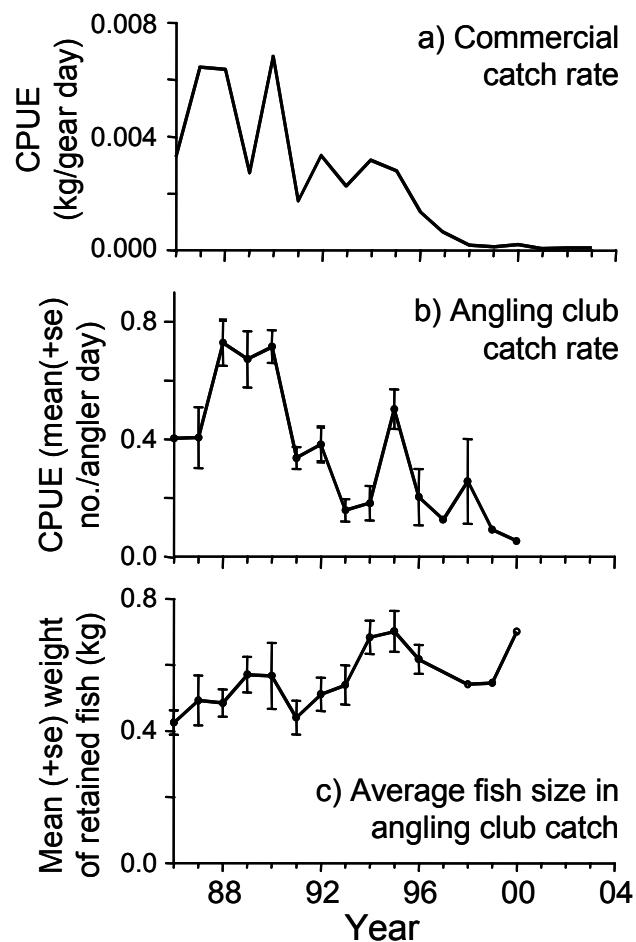 0.008
a) Commercial
catch rate
CPUE
(kg/gear day)
0.004
0.000
0.8
b) Angling club
catch rate
CPUE (mean(+se)
no./angler day)
0.4
0.0
0.8
Mean (+se) weight
of retained fish (kg)
0.4
c) Average fish size in
angling club catch
0.0
88 92 96 00 04
Year